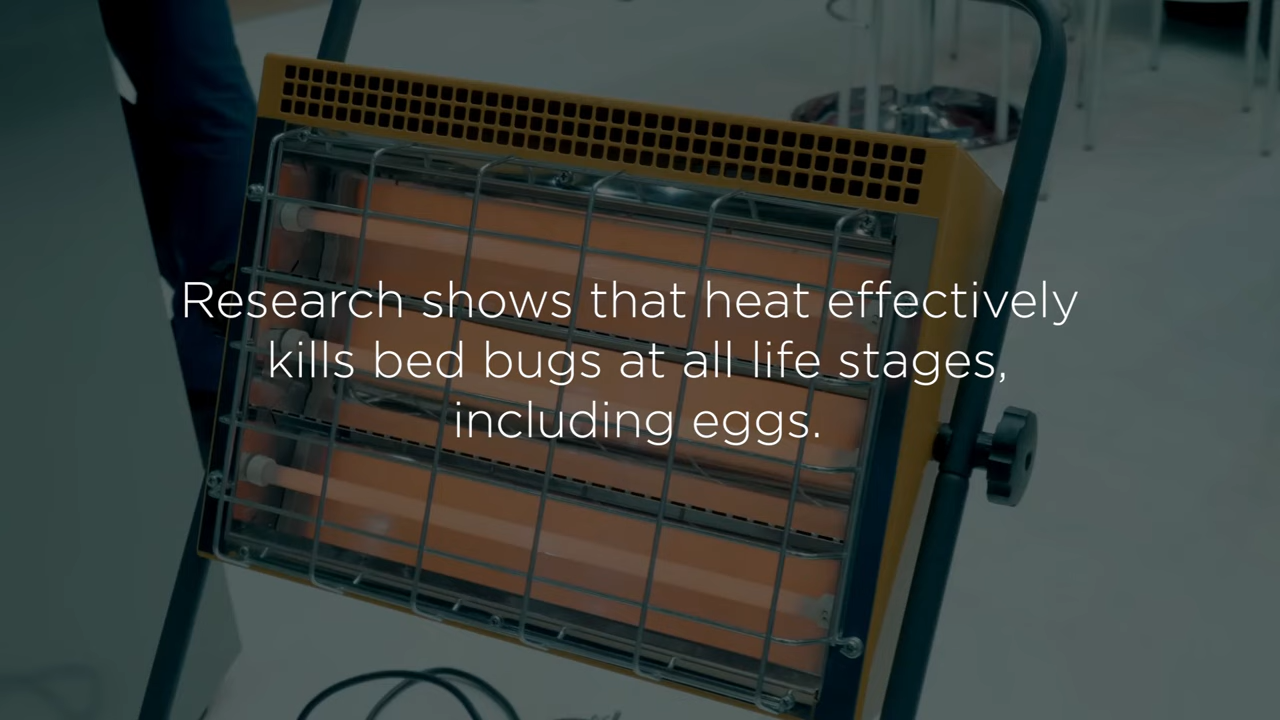 Research shows that heat effectively
kills bed bugs at all life stages,
including eggs.